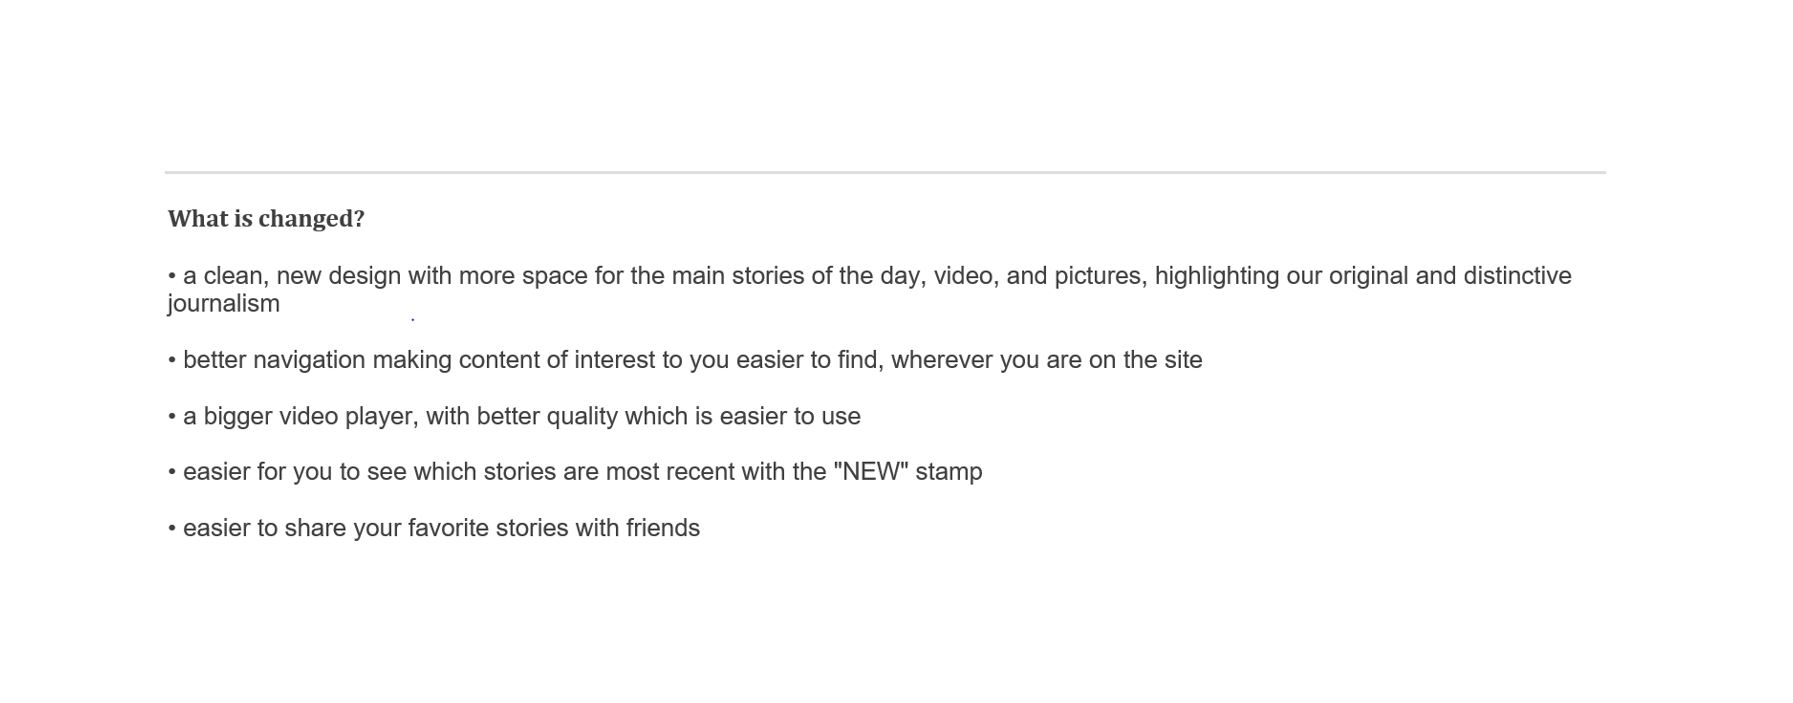 What is changed?
• a clean, new design with more space for the main stories of the day, video, and pictures, highlighting our original and distinctive
journalism
• better navigation making content of interest to you easier to find, wherever you are on the site
• a bigger video player, with better quality which is easier to use
• easier for you to see which stories are most recent with the "NEW" stamp
• easier to share your favorite stories with friends